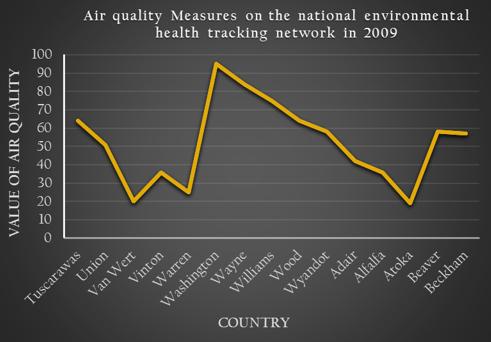 Air quality Measures on the national environmental
health tracking network in 2009
VALUE OF AIR QUALITY
100
90
80
70
60
50
40
30
20
10
0
Tuscarawas
Union
Van Wert
Vinton
Warren
Washington
Wayne
Williams
Wood
Wyandot
Adair
Alfalfa
Atoka
Beaver
Beckham
COUNTRY